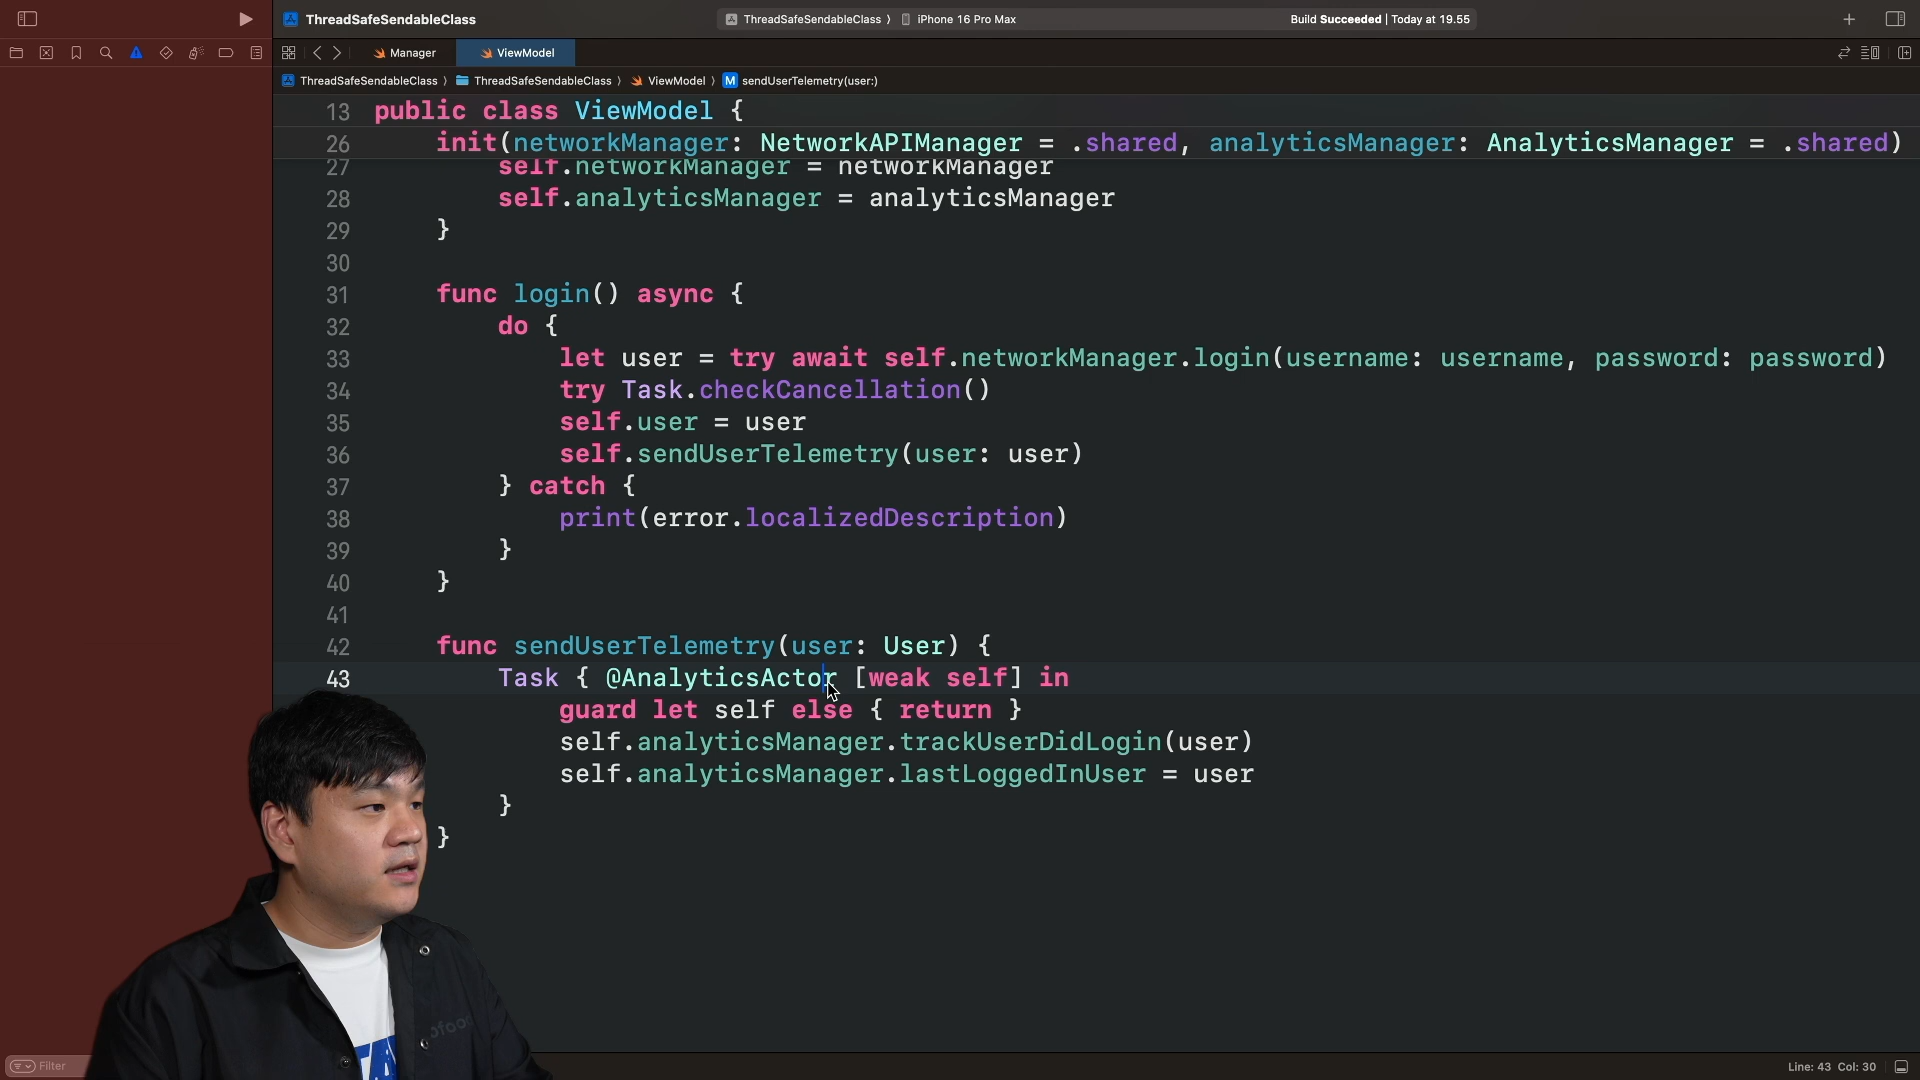 ThreadSafeSendableClass
ThreadSafeSendableClass 〉 iPhone 16 Pro Max
Build Succeeded | Today at 19.55
Manager
ViewModel
ThreadSafeSendableClass 〉 ThreadSafeSendableClass 〉 ViewModel 〉 M sendUserTelemetry(user:)
13 public class ViewModel {
26 init(networkManager: NetworkAPIManager = .shared, analyticsManager: AnalyticsManager = .shared)
27 self.networkManager = networkManager
28 self.analyticsManager = analyticsManager
29 }
30
31 func login() async {
32 do {
33 let user = try await self.networkManager.login(username: username, password: password)
34 try Task.checkCancellation()
35 self.user = user
36 self.sendUserTelemetry(user: user)
37 } catch {
38 print(error.localizedDescription)
39 }
40 }
41
42 func sendUserTelemetry(user: User) {
43 Task { @AnalyticsActor [weak self] in
guard let self else { return }
self.analyticsManager.trackUserDidLogin(user)
self.analyticsManager.lastLoggedInUser = user
}
}
Filter
Line: 43 Col: 30